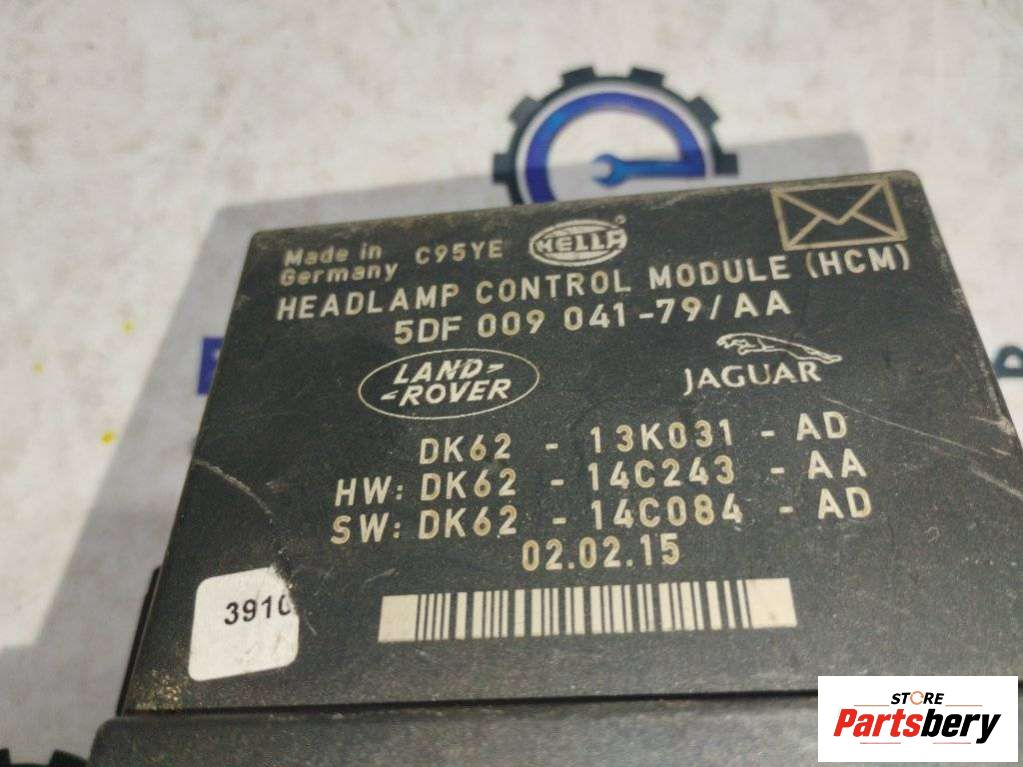 Made in
Germany
C95YE
HELLA
HEADLAMP CONTROL MODULE (HCM)
5DF 009 041-79/AA
LAND-
-ROVER
JAGUAR
DK62 - 13K031 - AD
HW: DK62 - 14C243 - AA
SW: DK62 - 14C084 - AD
02.02.15
STORE
Partsbery